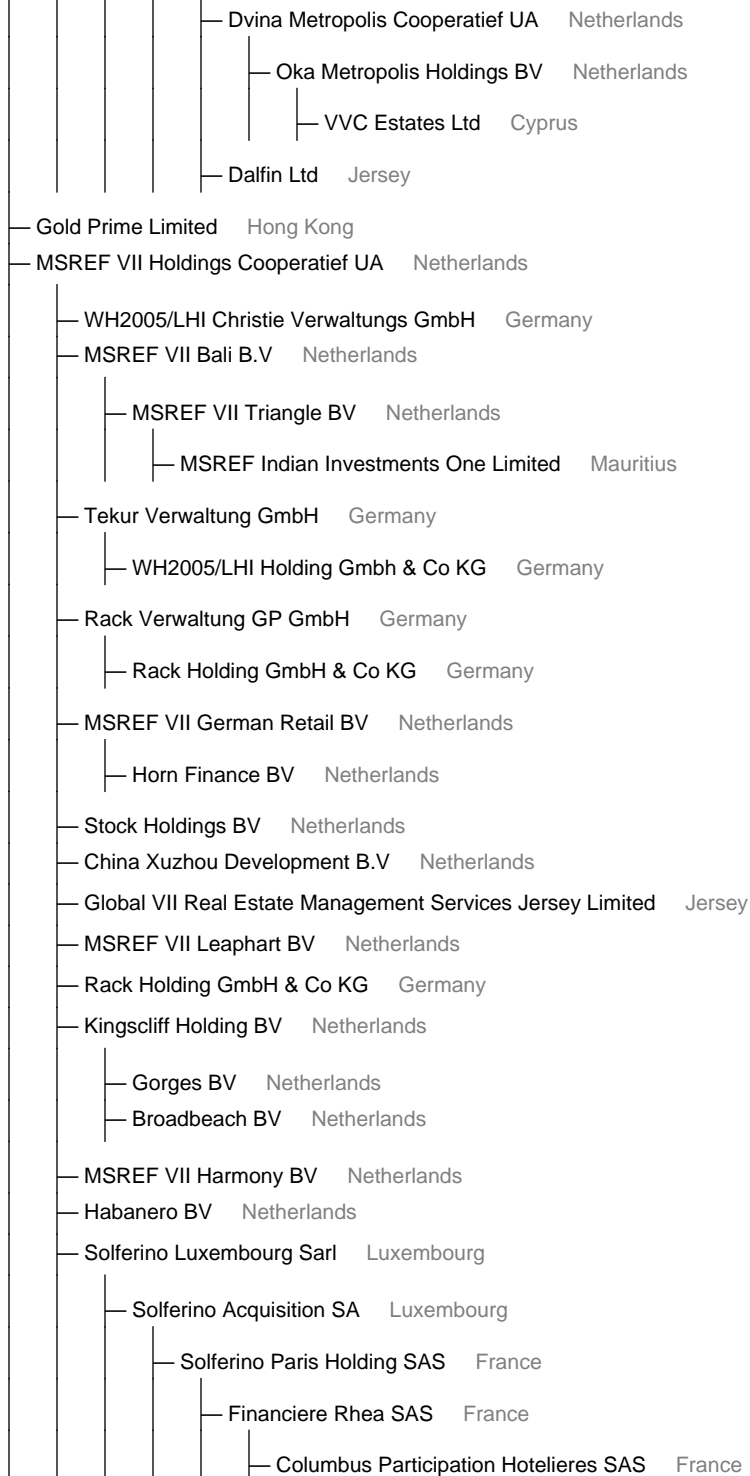 Dvina Metropolis Cooperatief UA Netherlands
Oka Metropolis Holdings BV Netherlands
VVC Estates Ltd Cyprus
Dalfin Ltd Jersey
Gold Prime Limited Hong Kong
MSREF VII Holdings Cooperatief UA Netherlands
WH2005/LHI Christie Verwaltungs GmbH Germany
MSREF VII Bali B.V Netherlands
MSREF VII Triangle BV Netherlands
MSREF Indian Investments One Limited Mauritius
Tekur Verwaltung GmbH Germany
WH2005/LHI Holding Gmbh & Co KG Germany
Rack Verwaltung GP GmbH Germany
Rack Holding GmbH & Co KG Germany
MSREF VII German Retail BV Netherlands
Horn Finance BV Netherlands
Stock Holdings BV Netherlands
China Xuzhou Development B.V Netherlands
Global VII Real Estate Management Services Jersey Limited Jersey
MSREF VII Leaphart BV Netherlands
Rack Holding GmbH & Co KG Germany
Kingscliff Holding BV Netherlands
Gorges BV Netherlands
Broadbeach BV Netherlands
MSREF VII Harmony BV Netherlands
Habanero BV Netherlands
Solferino Luxembourg Sarl Luxembourg
Solferino Acquisition SA Luxembourg
Solferino Paris Holding SAS France
Financiere Rhea SAS France
Columbus Participation Hotelieres SAS France